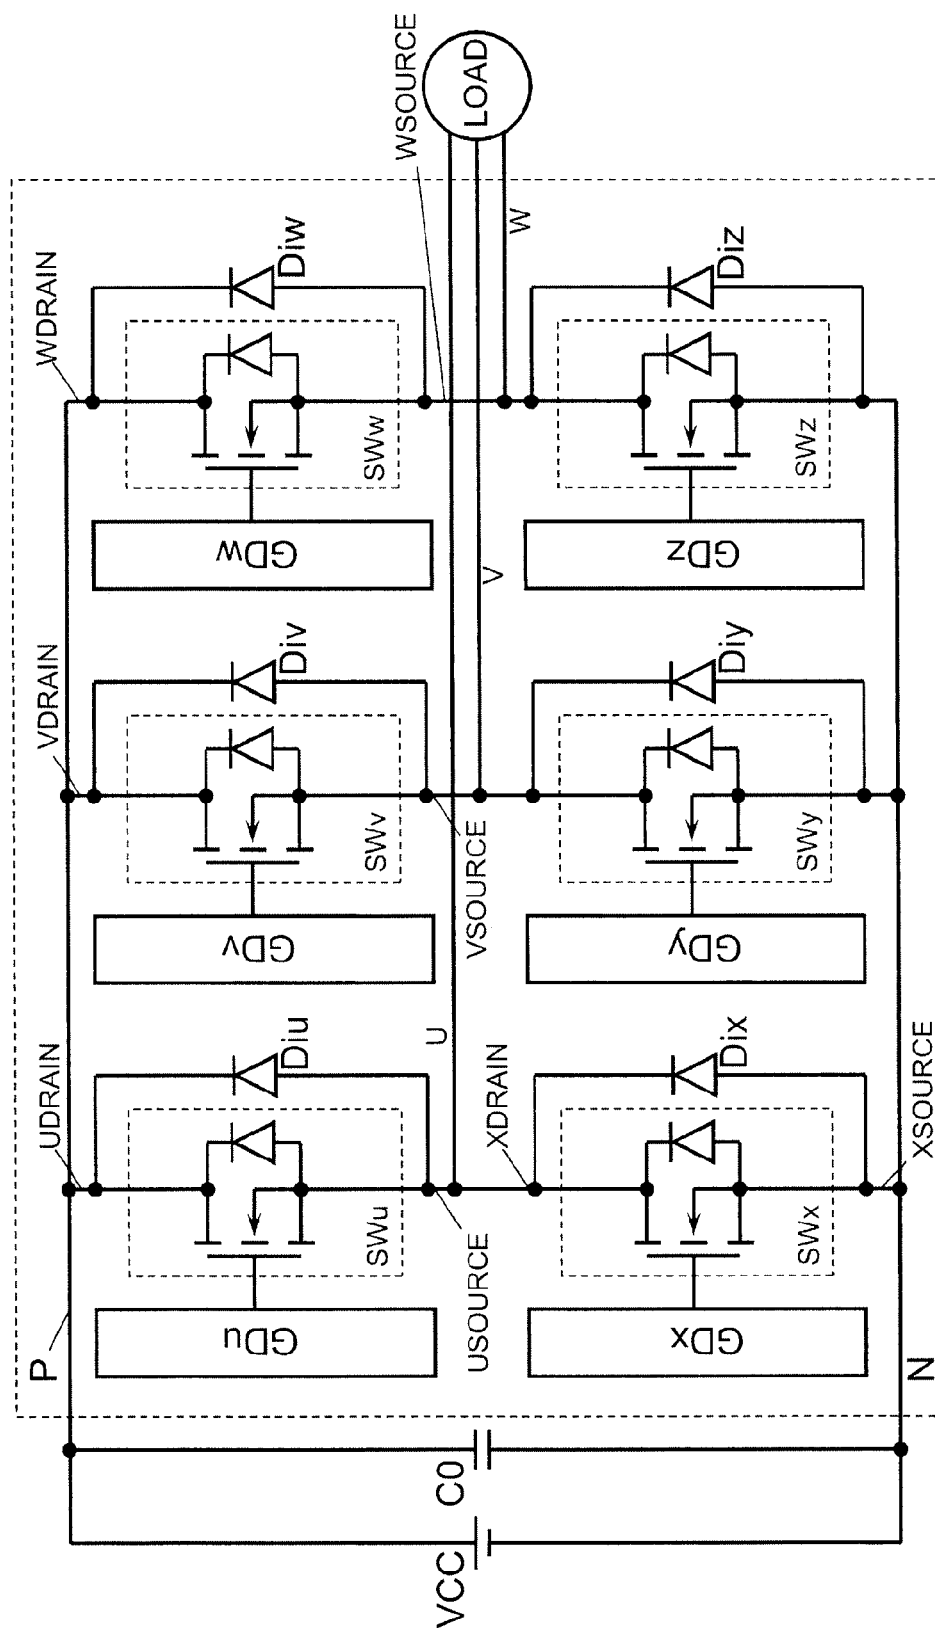 WDRAIN
WSOURCE
LOAD
Diw
SWw
GDw
W
Diz
SWz
GDz
VDRAIN
Div
SWv
GDv
V
VSOURCE
Diy
SWy
GDy
UDRAIN
Diu
SWu
GDu
U
USOURCE
XDRAIN
Dix
SWx
GDx
XSOURCE
P
N
C0
VCC